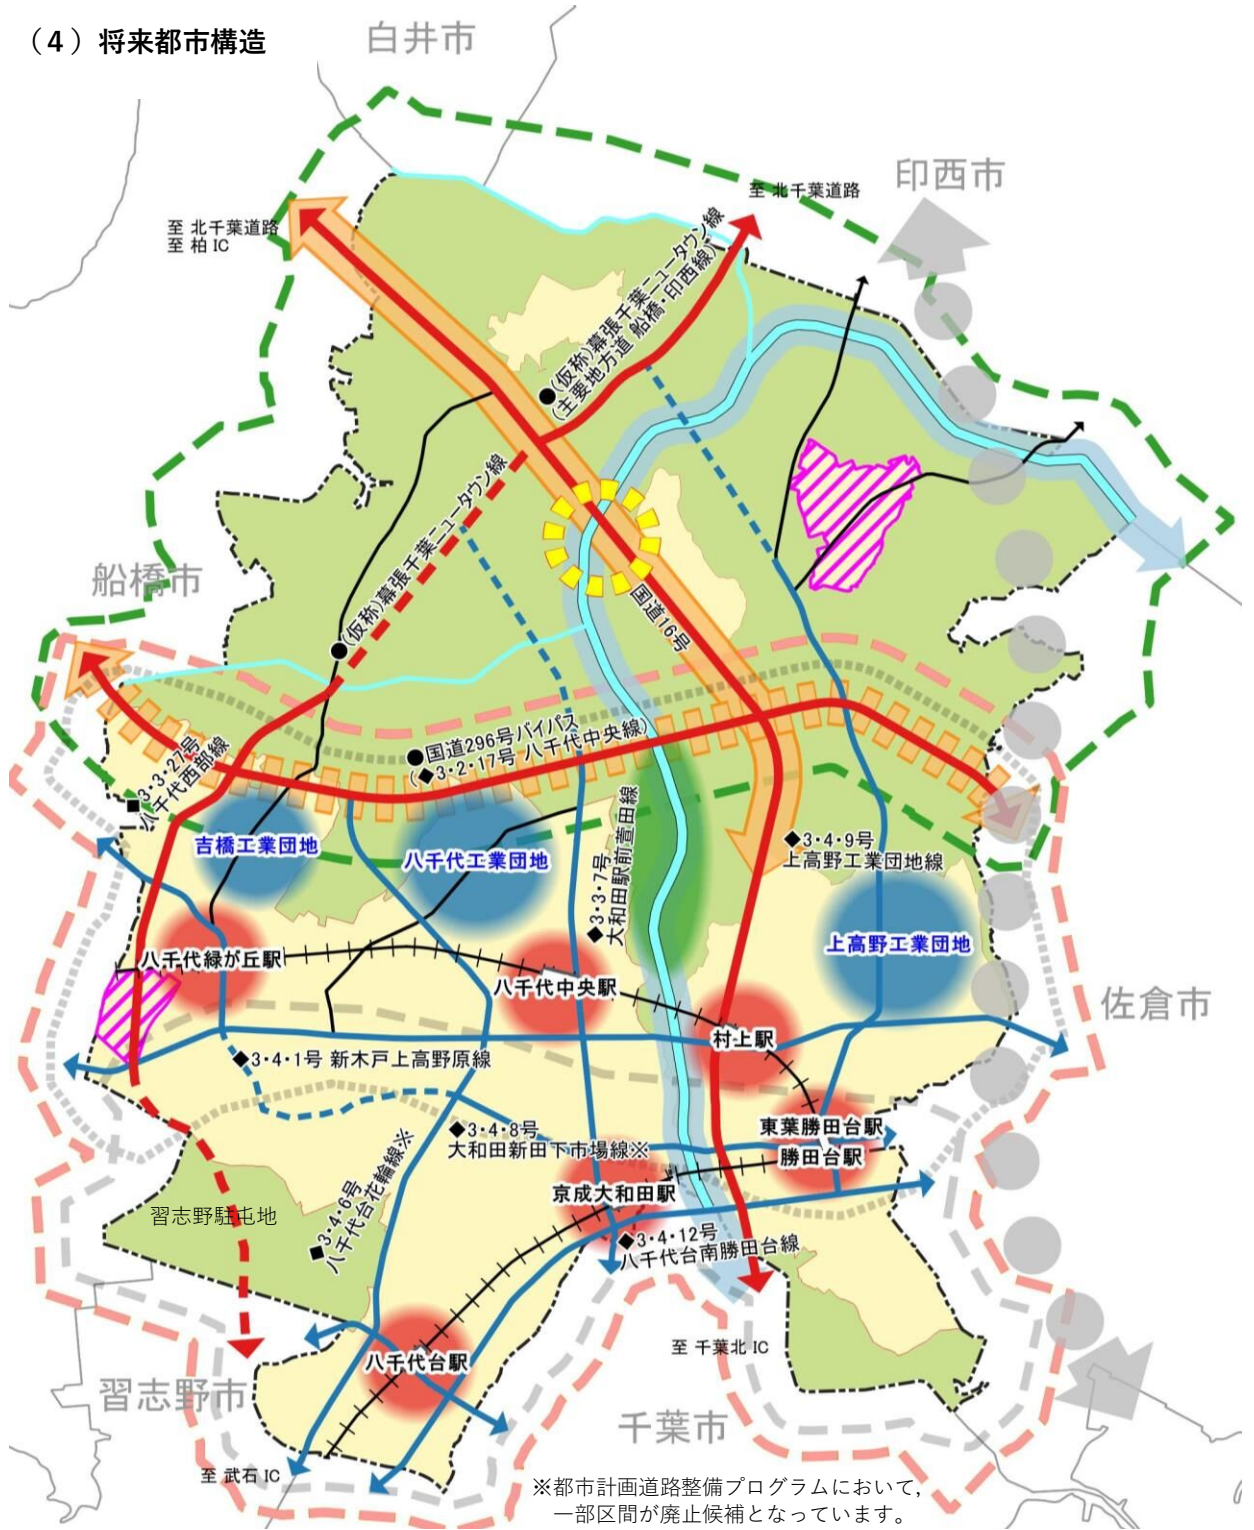 （４）将来都市構造
白井市
印西市
至 北千葉道路
至 北千葉道路
至 柏 IC
●(仮称)幕張千葉ニュータウン線
(主要地方道 船橋・印西線)
船橋市
●(仮称)幕張千葉ニュータウン線
国道16号
●国道296号バイパス
(◆3・2・17号 八千代中央線)
■3・3・27号
八千代西部線
吉橋工業団地
八千代工業団地
◆3・3・7号
大和田駅前萱田線
◆3・4・9号
上高野工業団地線
上高野工業団地
八千代緑が丘駅
八千代中央駅
佐倉市
村上駅
◆3・4・1号 新木戸上高野原線
◆3・4・8号
大和田新田下市場線※
東葉勝田台駅
勝田台駅
■3・4・6号
八千代台花輪線※
京成大和田駅
習志野駐屯地
◆3・4・12号
八千代台南勝田台線
至 千葉北 IC
八千代台駅
習志野市
千葉市
至 武石 IC
※都市計画道路整備プログラムにおいて，
一部区間が廃止候補となっています。